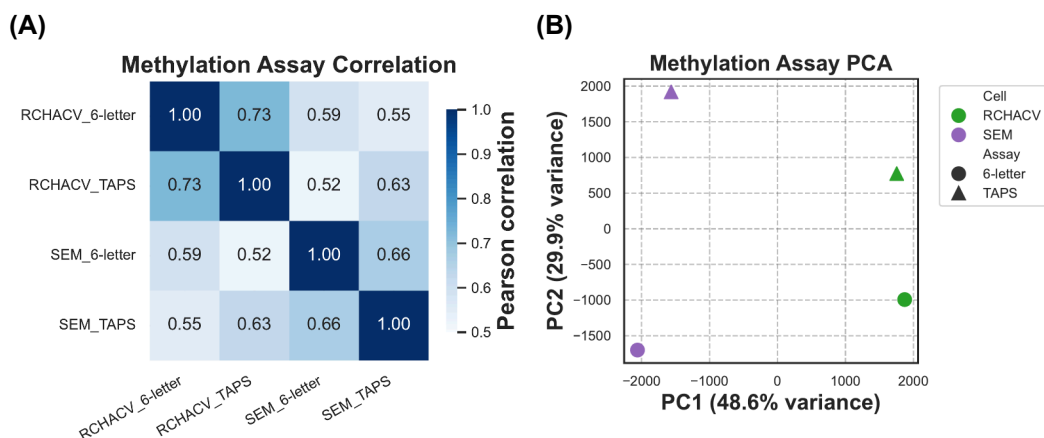 (A)
Methylation Assay Correlation
RCHACV_6-letter
RCHACV_TAPS
SEM_6-letter
SEM_TAPS
1.00 0.73 0.59 0.55
0.73 1.00 0.52 0.63
0.59 0.52 1.00 0.66
0.55 0.63 0.66 1.00
RCHACV_6-letter
RCHACV_TAPS
SEM_6-letter
SEM_TAPS
1.0
0.9
0.8
0.7
0.6
0.5
Pearson correlation
(B)
Methylation Assay PCA
2000
1500
1000
500
0
−500
−1000
−1500
PC2 (29.9% variance)
−2000 −1000 0 1000 2000
PC1 (48.6% variance)
Cell
RCHACV
SEM
Assay
6-letter
TAPS